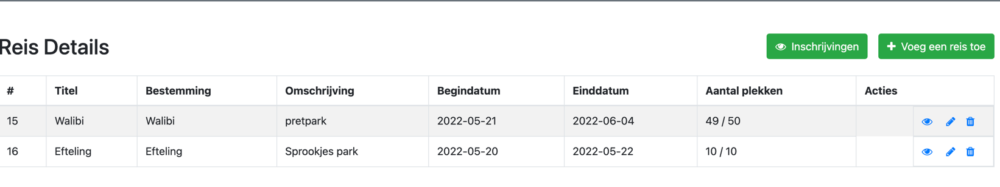 Reis Details
Inschrijvingen
Voeg een reis toe
# Titel Bestemming Omschrijving Begindatum Einddatum Aantal plekken Acties
15 Walibi Walibi pretpark 2022-05-21 2022-06-04 49 / 50
16 Efteling Efteling Sprookjes park 2022-05-20 2022-05-22 10 / 10